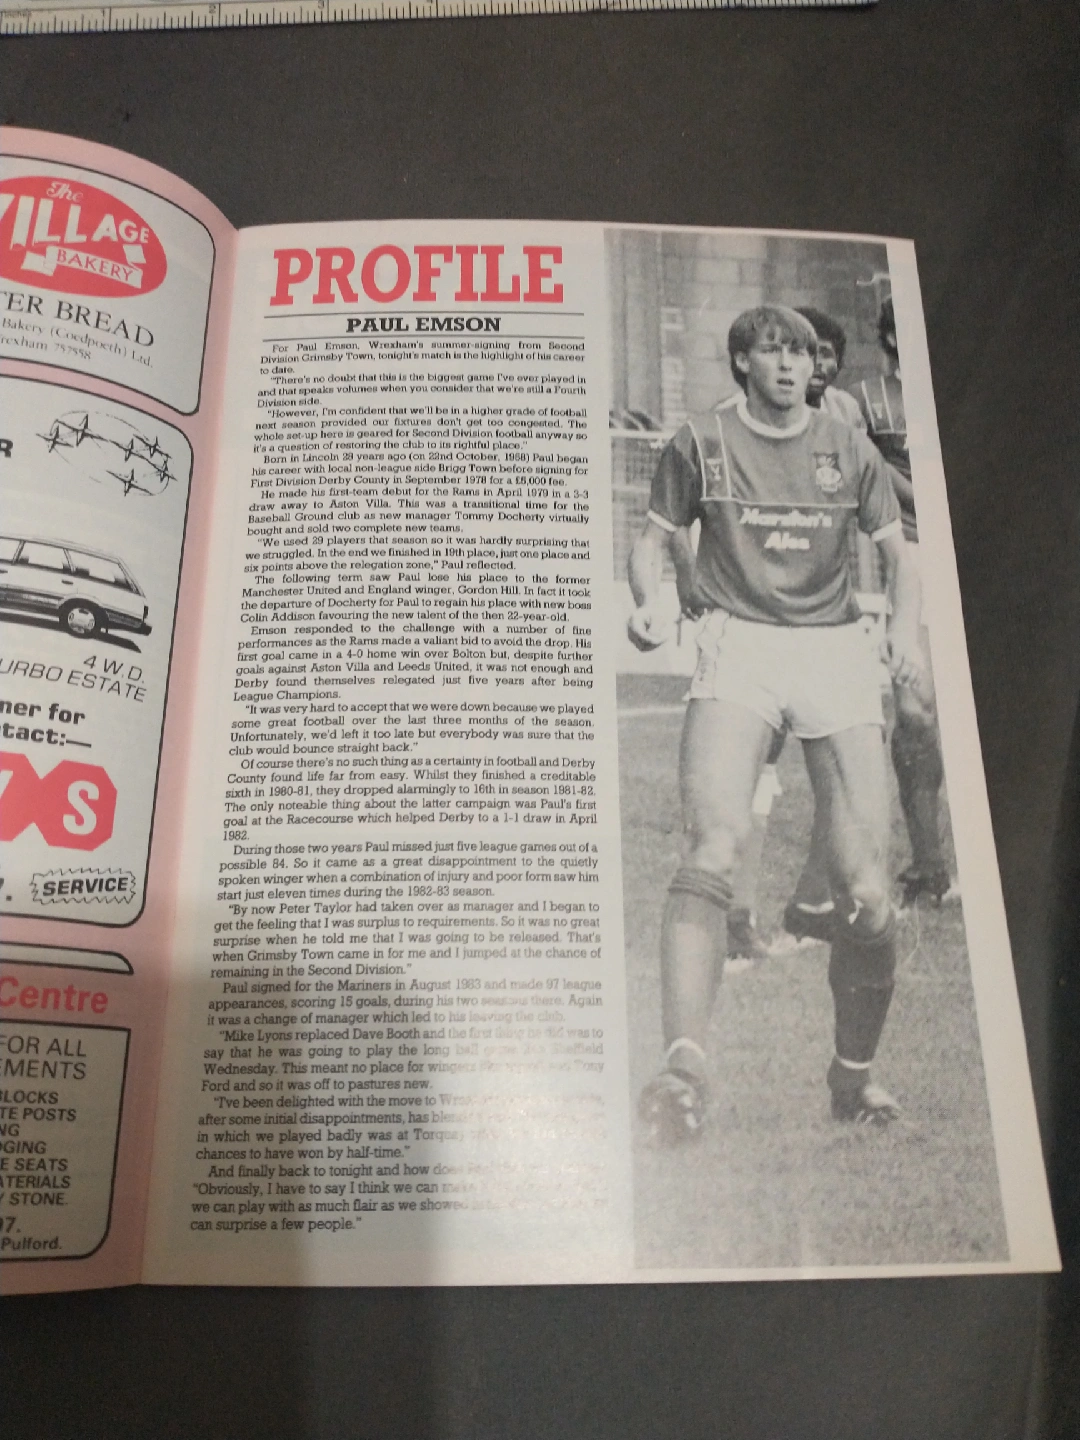 The
VILLAGE
BAKERY
TER BREAD
Bakery (Coedpoeth) Ltd.
rexham 757558
R
4 W.D.
URBO ESTATE
ner for
tact:—
S
7.
SERVICE
Centre
FOR ALL
EMENTS
BLOCKS
TE POSTS
NG
GING
E SEATS
ATERIALS
Y STONE.
97.
Pulford.
PROFILE
PAUL EMSON
For Paul Emson, Wrexham's summer-signing from Second
Division Grimsby Town, tonight's match is the highlight of his career
to date.
"There's no doubt that this is the biggest game I've ever played in
and that speaks volumes when you consider that we're still a Fourth
Division side.
"However, I'm confident that we'll be in a higher grade of football
next season provided our fixtures don't get too congested. The
whole set-up here is geared for Second Division football anyway so
it's a question of restoring the club to its rightful place."
Born in Lincoln 29 years ago (on 22nd October, 1958) Paul began
his career with local non-league side Brigg Town before signing for
First Division Derby County in September 1978 for a £5,000 fee.
He made his first-team debut for the Rams in April 1979 in a 3-3
draw away to Aston Villa. This was a transitional time for the
Baseball Ground club as new manager Tommy Docherty virtually
bought and sold two complete new teams.
"We used 29 players that season so it was hardly surprising that
we struggled. In the end we finished in 19th place, just one place and
six points above the relegation zone," Paul reflected.
The following term saw Paul lose his place to the former
Manchester United and England winger, Gordon Hill. In fact it took
the departure of Docherty for Paul to regain his place with new boss
Colin Addison favouring the new talent of the then 22-year-old.
Emson responded to the challenge with a number of fine
performances as the Rams made a valiant bid to avoid the drop. His
first goal came in a 4-0 home win over Bolton but, despite further
goals against Aston Villa and Leeds United, it was not enough and
Derby found themselves relegated just five years after being
League Champions.
"It was very hard to accept that we were down because we played
some great football over the last three months of the season.
Unfortunately, we'd left it too late but everybody was sure that the
club would bounce straight back."
Of course there's no such thing as a certainty in football and Derby
County found life far from easy. Whilst they finished a creditable
sixth in 1980-81, they dropped alarmingly to 16th in season 1981-82.
The only noteable thing about the latter campaign was Paul's first
goal at the Racecourse which helped Derby to a 1-1 draw in April
1982.
During those two years Paul missed just five league games out of a
possible 84. So it came as a great disappointment to the quietly
spoken winger when a combination of injury and poor form saw him
start just eleven times during the 1982-83 season.
"By now Peter Taylor had taken over as manager and I began to
get the feeling that I was surplus to requirements. So it was no great
surprise when he told me that I was going to be released. That's
when Grimsby Town came in for me and I jumped at the chance of
remaining in the Second Division."
Paul signed for the Mariners in August 1983 and made 97 league
appearances, scoring 15 goals, during his two seasons there. Again
it was a change of manager which led to his leaving the club.
"Mike Lyons replaced Dave Booth and the first thing he did was to
say that he was going to play the long ball game à la Sheffield
Wednesday. This meant no place for wingers Tony
Ford and so it was off to pastures new.
"I've been delighted with the move to
after some initial disappointments, has
in which we played badly was at Torquay
chances to have won by half-time."
And finally back to tonight and how
"Obviously, I have to say I think we can
we can play with as much flair as we showed
can surprise a few people."
Marston's
Ales